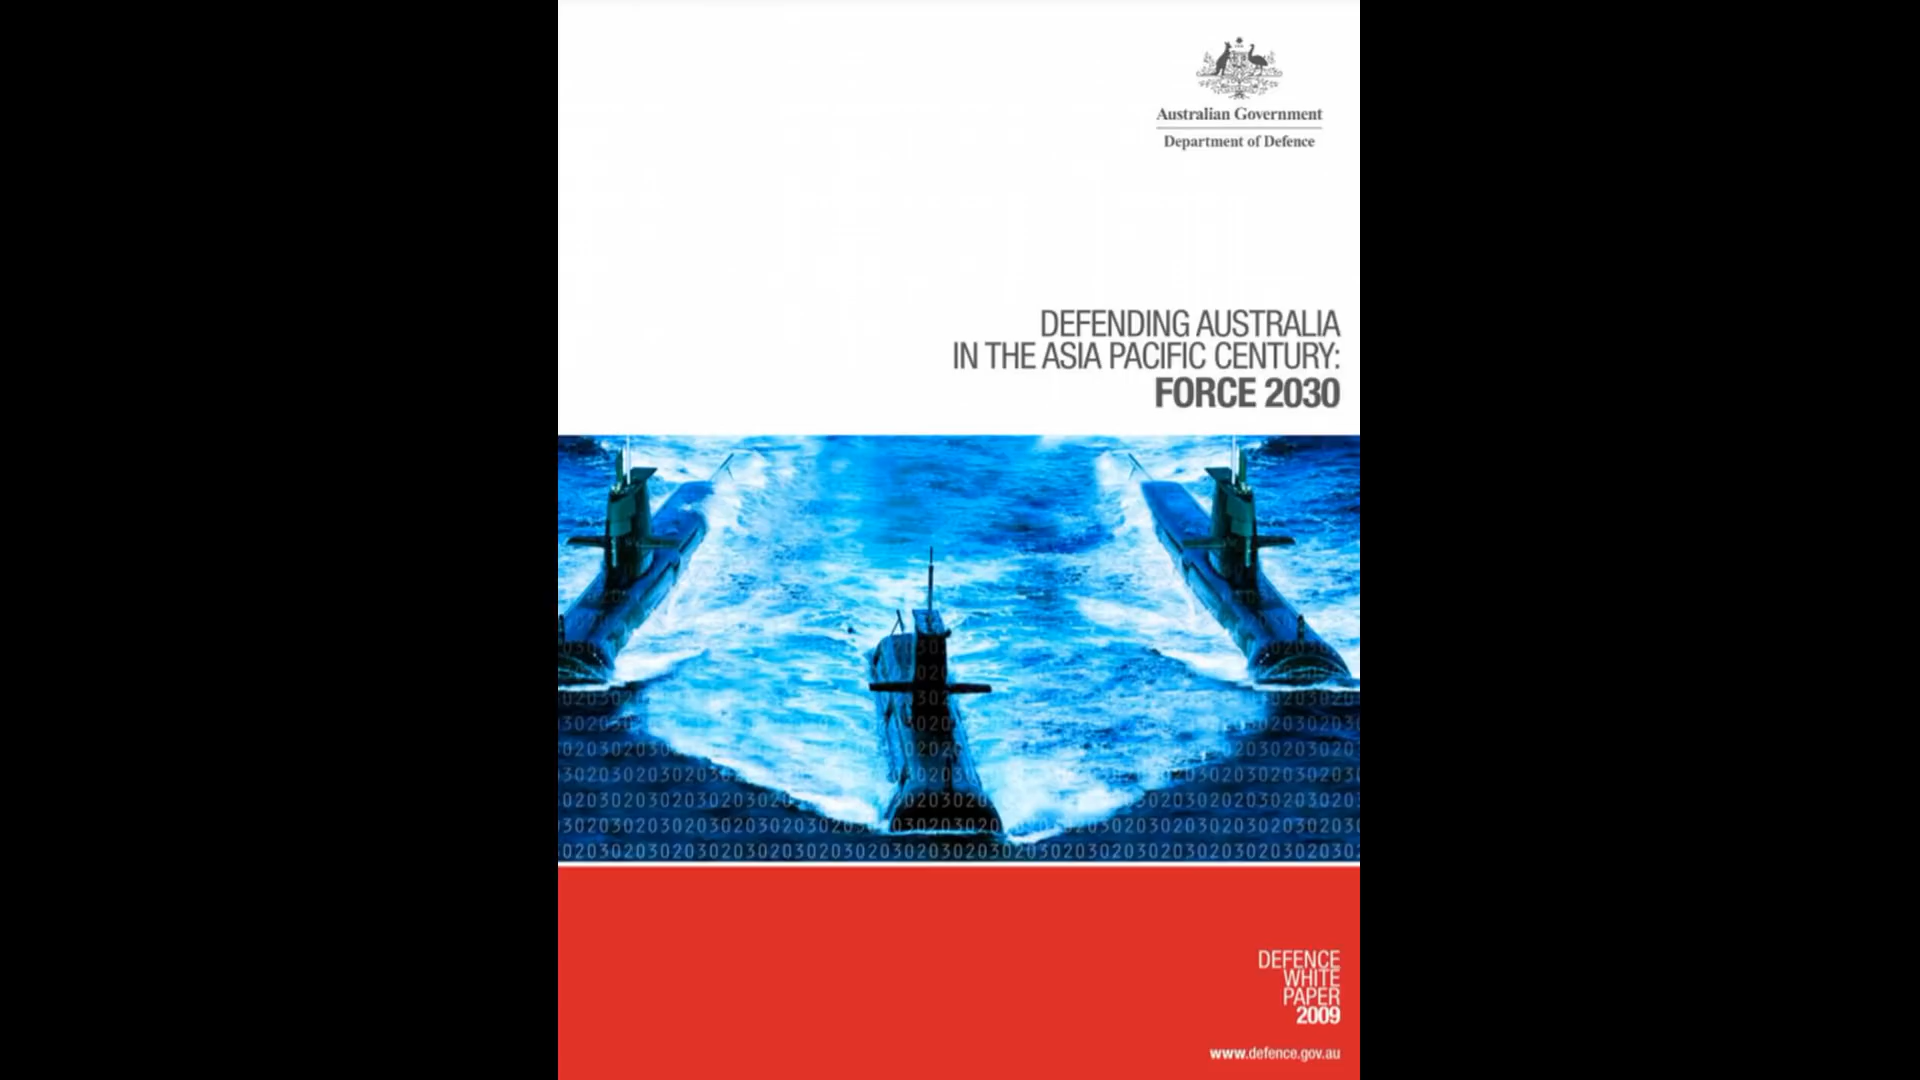 Australian Government
Department of Defence
DEFENDING AUSTRALIA
IN THE ASIA PACIFIC CENTURY:
FORCE 2030
DEFENCE
WHITE
PAPER
2009
www.defence.gov.au